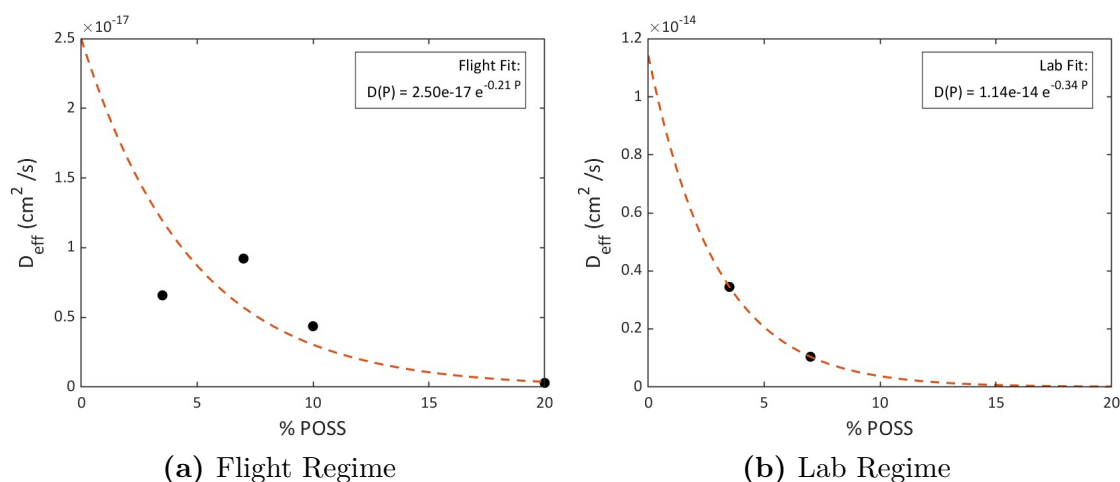 ×10⁻¹⁷
2.5
2
1.5
1
0.5
0
D_eff (cm² /s)
Flight Fit:
D(P) = 2.50e-17 e^-0.21 P
0 5 10 15 20
% POSS
(a) Flight Regime
×10⁻¹⁴
1.2
1
0.8
0.6
0.4
0.2
0
D_eff (cm² /s)
Lab Fit:
D(P) = 1.14e-14 e^-0.34 P
0 5 10 15 20
% POSS
(b) Lab Regime